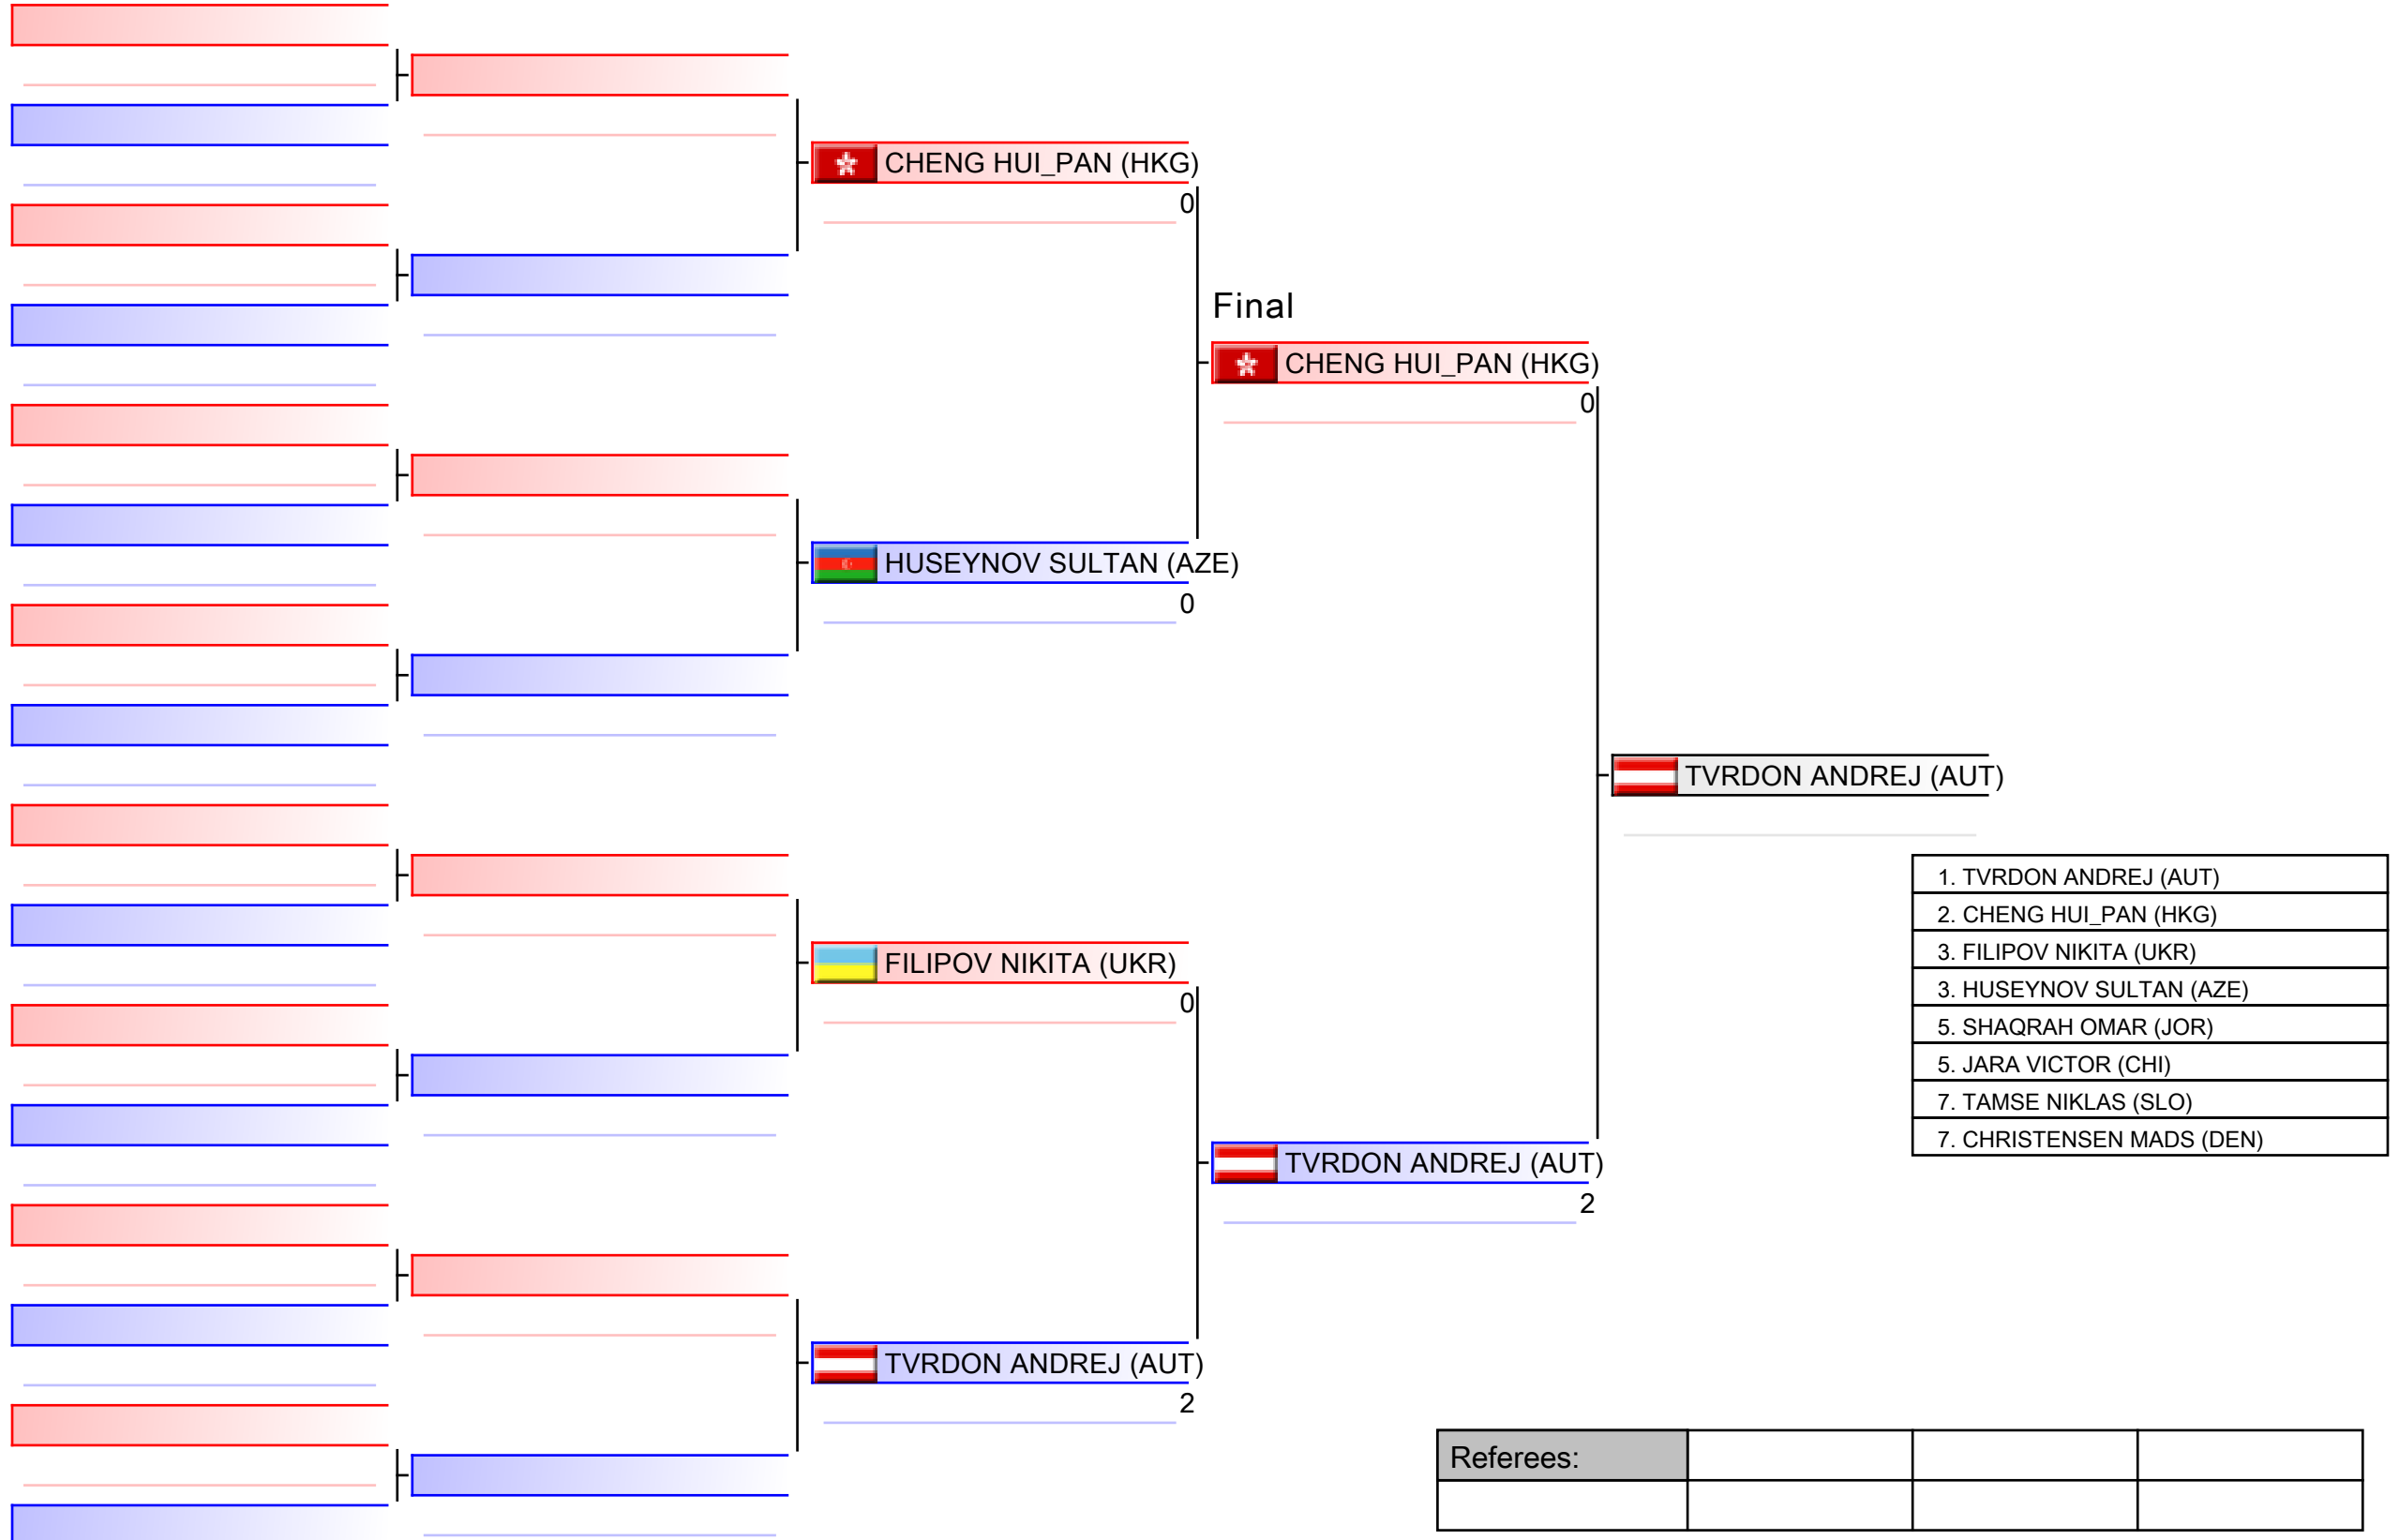 CHENG HUI_PAN (HKG)
0
Final
CHENG HUI_PAN (HKG)
0
HUSEYNOV SULTAN (AZE)
0
TVRDON ANDREJ (AUT)
1. TVRDON ANDREJ (AUT)
2. CHENG HUI_PAN (HKG)
3. FILIPOV NIKITA (UKR)
3. HUSEYNOV SULTAN (AZE)
5. SHAQRAH OMAR (JOR)
5. JARA VICTOR (CHI)
7. TAMSE NIKLAS (SLO)
7. CHRISTENSEN MADS (DEN)
FILIPOV NIKITA (UKR)
0
TVRDON ANDREJ (AUT)
2
TVRDON ANDREJ (AUT)
2
Referees: